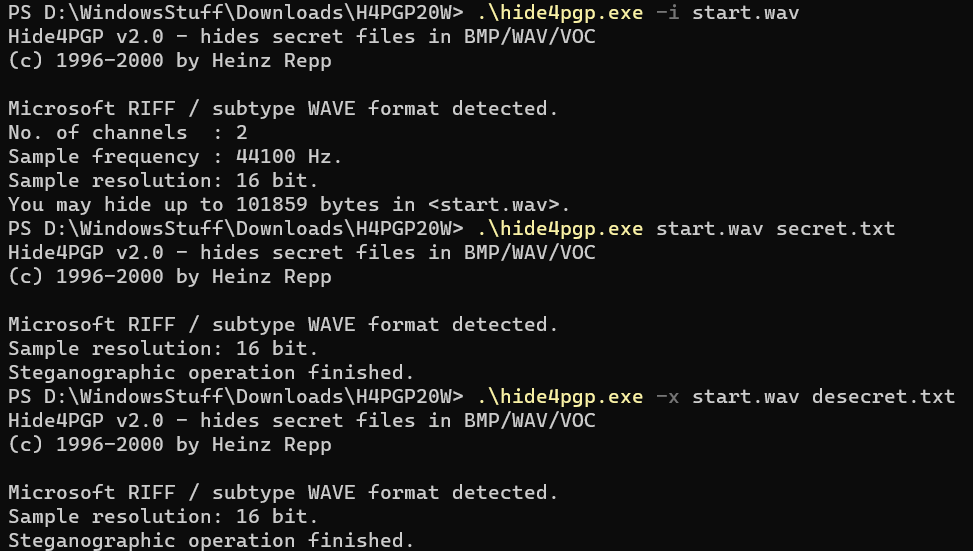 PS D:\WindowsStuff\Downloads\H4PGP20W> .\hide4pgp.exe -i start.wav
Hide4PGP v2.0 - hides secret files in BMP/WAV/VOC
(c) 1996-2000 by Heinz Repp

Microsoft RIFF / subtype WAVE format detected.
No. of channels  : 2
Sample frequency : 44100 Hz.
Sample resolution: 16 bit.
You may hide up to 101859 bytes in <start.wav>.
PS D:\WindowsStuff\Downloads\H4PGP20W> .\hide4pgp.exe start.wav secret.txt
Hide4PGP v2.0 - hides secret files in BMP/WAV/VOC
(c) 1996-2000 by Heinz Repp

Microsoft RIFF / subtype WAVE format detected.
Sample resolution: 16 bit.
Steganographic operation finished.
PS D:\WindowsStuff\Downloads\H4PGP20W> .\hide4pgp.exe -x start.wav desecret.txt
Hide4PGP v2.0 - hides secret files in BMP/WAV/VOC
(c) 1996-2000 by Heinz Repp

Microsoft RIFF / subtype WAVE format detected.
Sample resolution: 16 bit.
Steganographic operation finished.